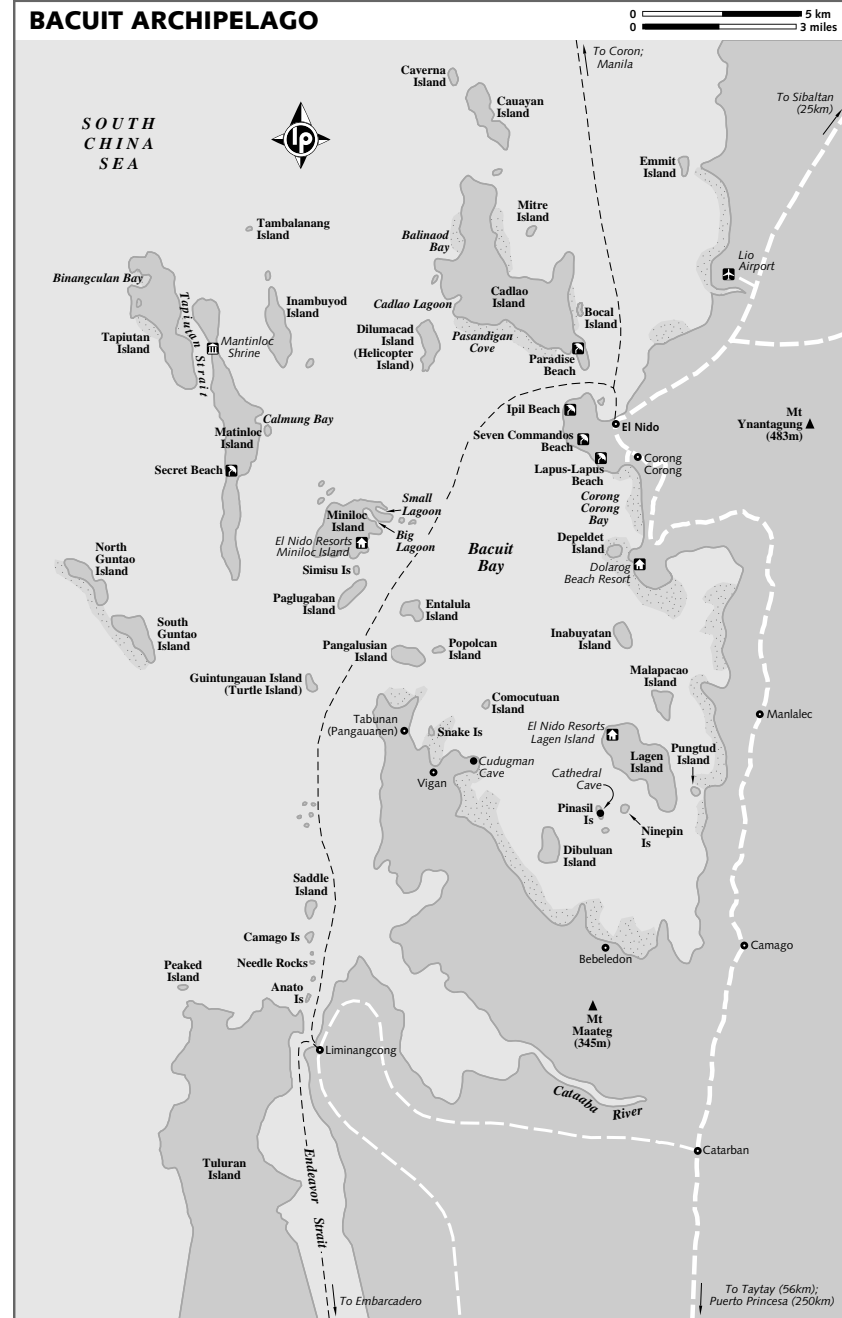 BACUIT ARCHIPELAGO
0 5 km
0 3 miles
To Coron;
Manila
Caverna
Island
Cauayan
Island
To Sibaltan
(25km)
SOUTH
CHINA
SEA
lp
Emmit
Island
Tambalanang
Island
Mitre
Island
Balinaod
Bay
Lio
Airport
Binangculan Bay
Tapiutan Strait
Inambuyod
Island
Cadlao Lagoon
Cadlao
Island
Bocal
Island
Tapiutan
Island
Mantinloc
Shrine
Dilumacad
Island
(Helicopter
Island)
Pasandigan
Cove
Paradise
Beach
Ipil Beach
El Nido
Mt
Ynantagung
(483m)
Calmung Bay
Matinloc
Island
Seven Commandos
Beach
Corong
Corong
Secret Beach
Lapus-Lapus
Beach
Small
Lagoon
Corong
Corong
Bay
Miniloc
Island
Big
Lagoon
El Nido Resorts
Miniloc Island
Bacuit
Bay
Depeldet
Island
North
Guntao
Island
Simisu Is
Dolarog
Beach Resort
Paglugaban
Island
Entalula
Island
South
Guntao
Island
Inabuyatan
Island
Pangalusian
Island
Popolcan
Island
Guintungauan Island
(Turtle Island)
Malapacao
Island
Comocutuan
Island
Tabunan
(Pangauanen)
Snake Is
El Nido Resorts
Lagen Island
Manlalec
Lagen
Island
Pungtud
Island
Cudugman
Cave
Vigan
Cathedral
Cave
Pinasil
Is
Ninepin
Is
Dibuluan
Island
Saddle
Island
Camago Is
Bebeledon
Camago
Needle Rocks
Peaked
Island
Anato
Is
Mt
Maateg
(345m)
Liminangcong
Cataaba River
Catarban
Tuluran
Island
Endeavor Strait
To Embarcadero
To Taytay (56km);
Puerto Princesa (250km)